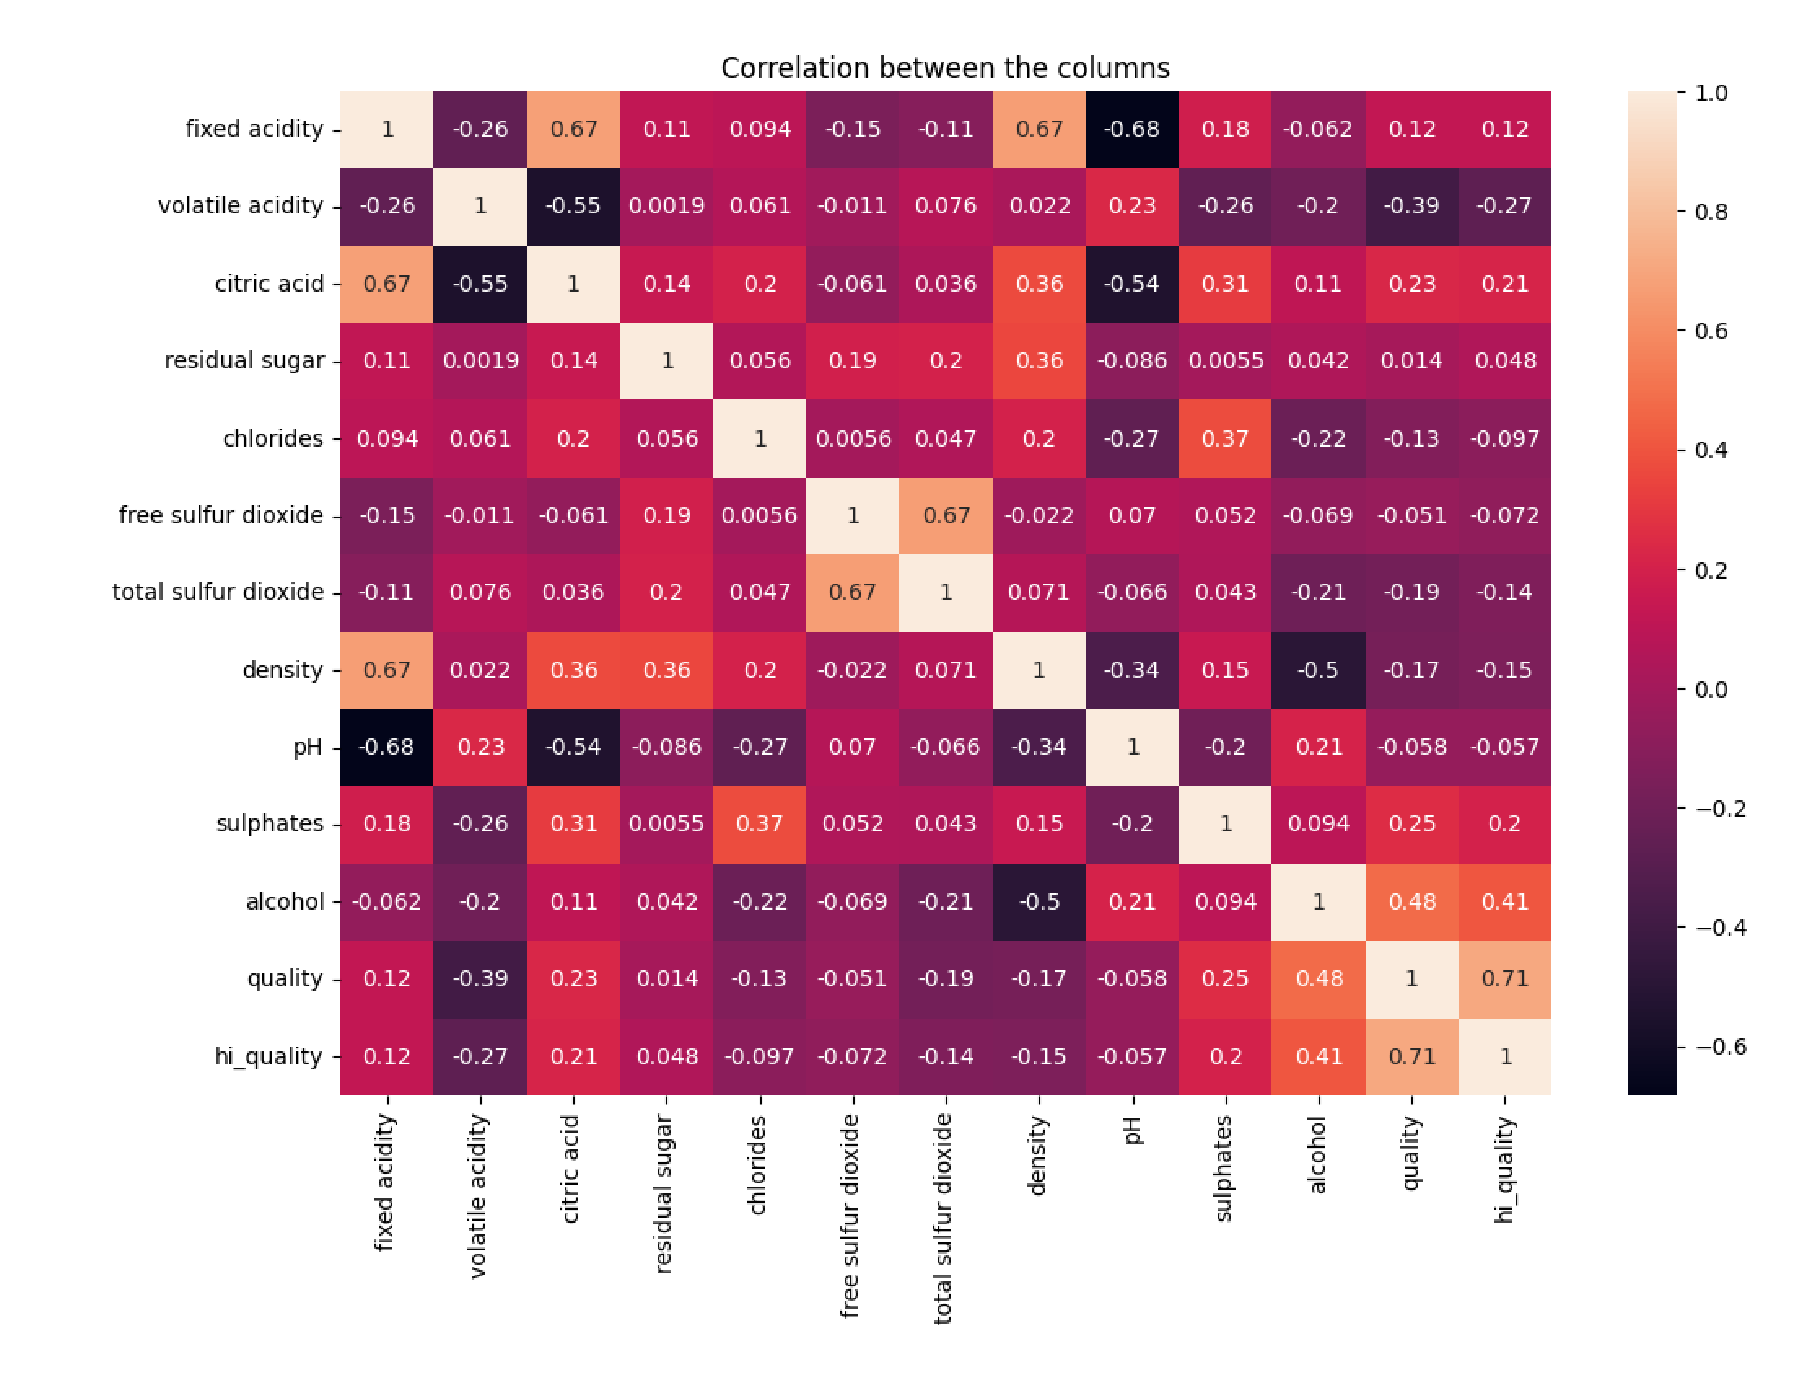 Correlation between the columns
fixed acidity 1 -0.26 0.67 0.11 0.094 -0.15 -0.11 0.67 -0.68 0.18 -0.062 0.12 0.12
volatile acidity -0.26 1 -0.55 0.0019 0.061 -0.011 0.076 0.022 0.23 -0.26 -0.2 -0.39 -0.27
citric acid 0.67 -0.55 1 0.14 0.2 -0.061 0.036 0.36 -0.54 0.31 0.11 0.23 0.21
residual sugar 0.11 0.0019 0.14 1 0.056 0.19 0.2 0.36 -0.086 0.0055 0.042 0.014 0.048
chlorides 0.094 0.061 0.2 0.056 1 0.0056 0.047 0.2 -0.27 0.37 -0.22 -0.13 -0.097
free sulfur dioxide -0.15 -0.011 -0.061 0.19 0.0056 1 0.67 -0.022 0.07 0.052 -0.069 -0.051 -0.072
total sulfur dioxide -0.11 0.076 0.036 0.2 0.047 0.67 1 0.071 -0.066 0.043 -0.21 -0.19 -0.14
density 0.67 0.022 0.36 0.36 0.2 -0.022 0.071 1 -0.34 0.15 -0.5 -0.17 -0.15
pH -0.68 0.23 -0.54 -0.086 -0.27 0.07 -0.066 -0.34 1 -0.2 0.21 -0.058 -0.057
sulphates 0.18 -0.26 0.31 0.0055 0.37 0.052 0.043 0.15 -0.2 1 0.094 0.25 0.2
alcohol -0.062 -0.2 0.11 0.042 -0.22 -0.069 -0.21 -0.5 0.21 0.094 1 0.48 0.41
quality 0.12 -0.39 0.23 0.014 -0.13 -0.051 -0.19 -0.17 -0.058 0.25 0.48 1 0.71
hi_quality 0.12 -0.27 0.21 0.048 -0.097 -0.072 -0.14 -0.15 -0.057 0.2 0.41 0.71 1
fixed acidity
volatile acidity
citric acid
residual sugar
chlorides
free sulfur dioxide
total sulfur dioxide
density
pH
sulphates
alcohol
quality
hi_quality
1.0
0.8
0.6
0.4
0.2
0.0
−0.2
−0.4
−0.6